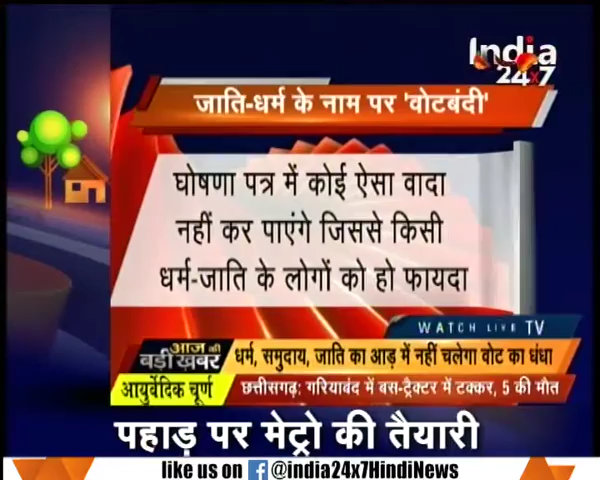 India
24x7
जाति-धर्म के नाम पर 'वोटबंदी'
घोषणा पत्र में कोई ऐसा वादा
नहीं कर पाएंगे जिससे किसी
धर्म-जाति के लोगों को हो फायदा
WATCH LIVE TV
आज की
बड़ी खबर
धर्म, समुदाय, जाति का आड़ में नहीं चलेगा वोट का धंधा
आयुर्वेदिक चूर्ण
छत्तीसगढ़: गरियाबंद में बस-ट्रैक्टर में टक्कर, 5 की मौत
पहाड़ पर मेट्रो की तैयारी
like us on f @india24x7HindiNews